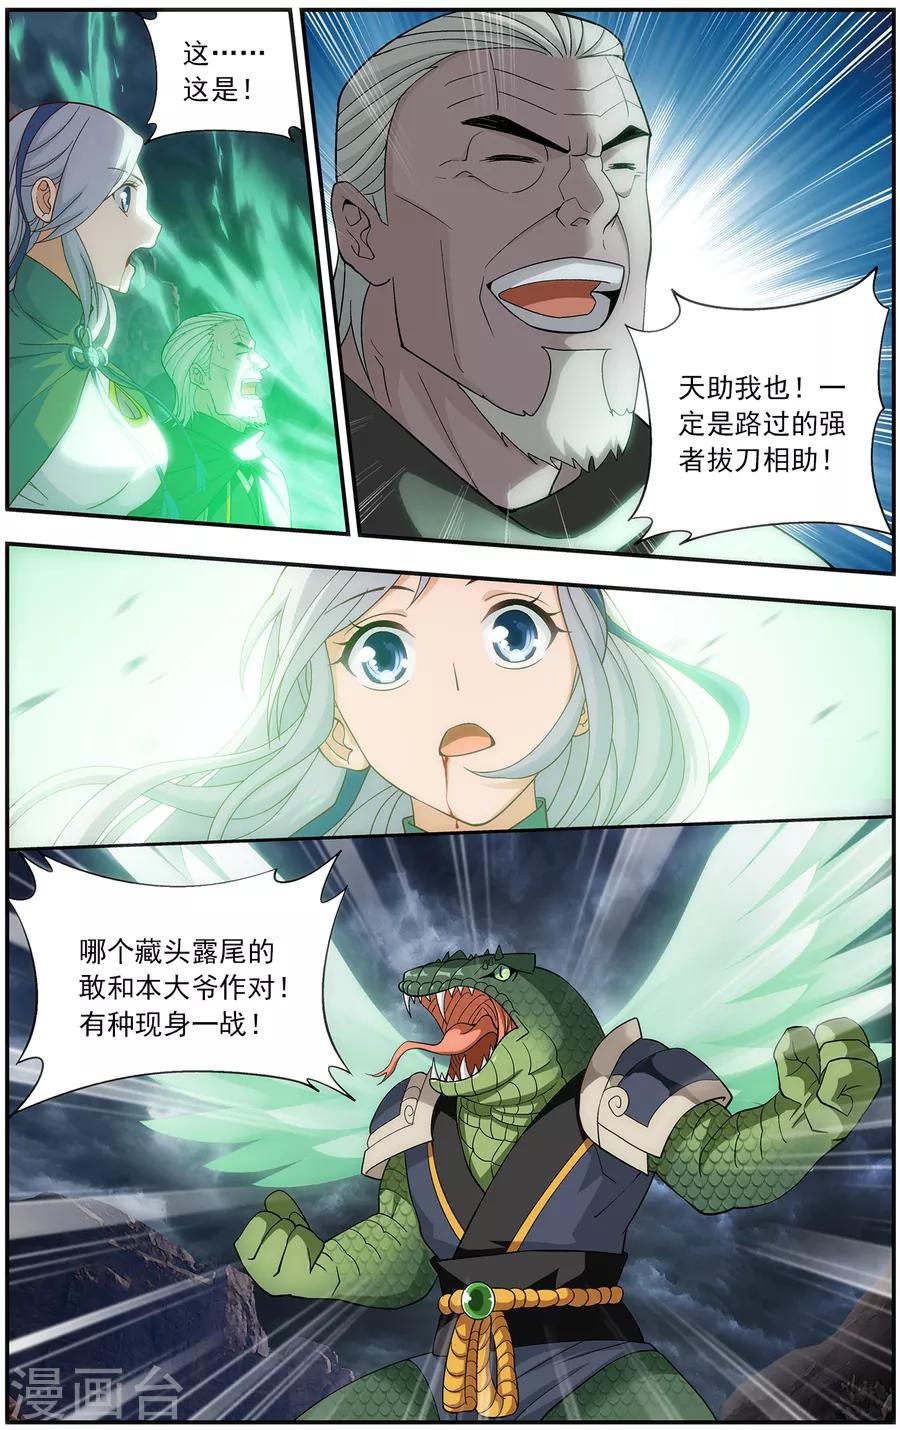 这……
这是！
天助我也！一
定是路过的强
者拔刀相助！
哪个藏头露尾的
敢和本大爷作对！
有种现身一战！
漫画台